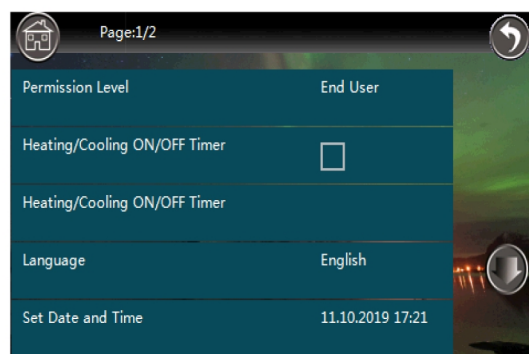 Page:1/2
Permission Level End User
Heating/Cooling ON/OFF Timer
Heating/Cooling ON/OFF Timer
Language English
Set Date and Time 11.10.2019 17:21